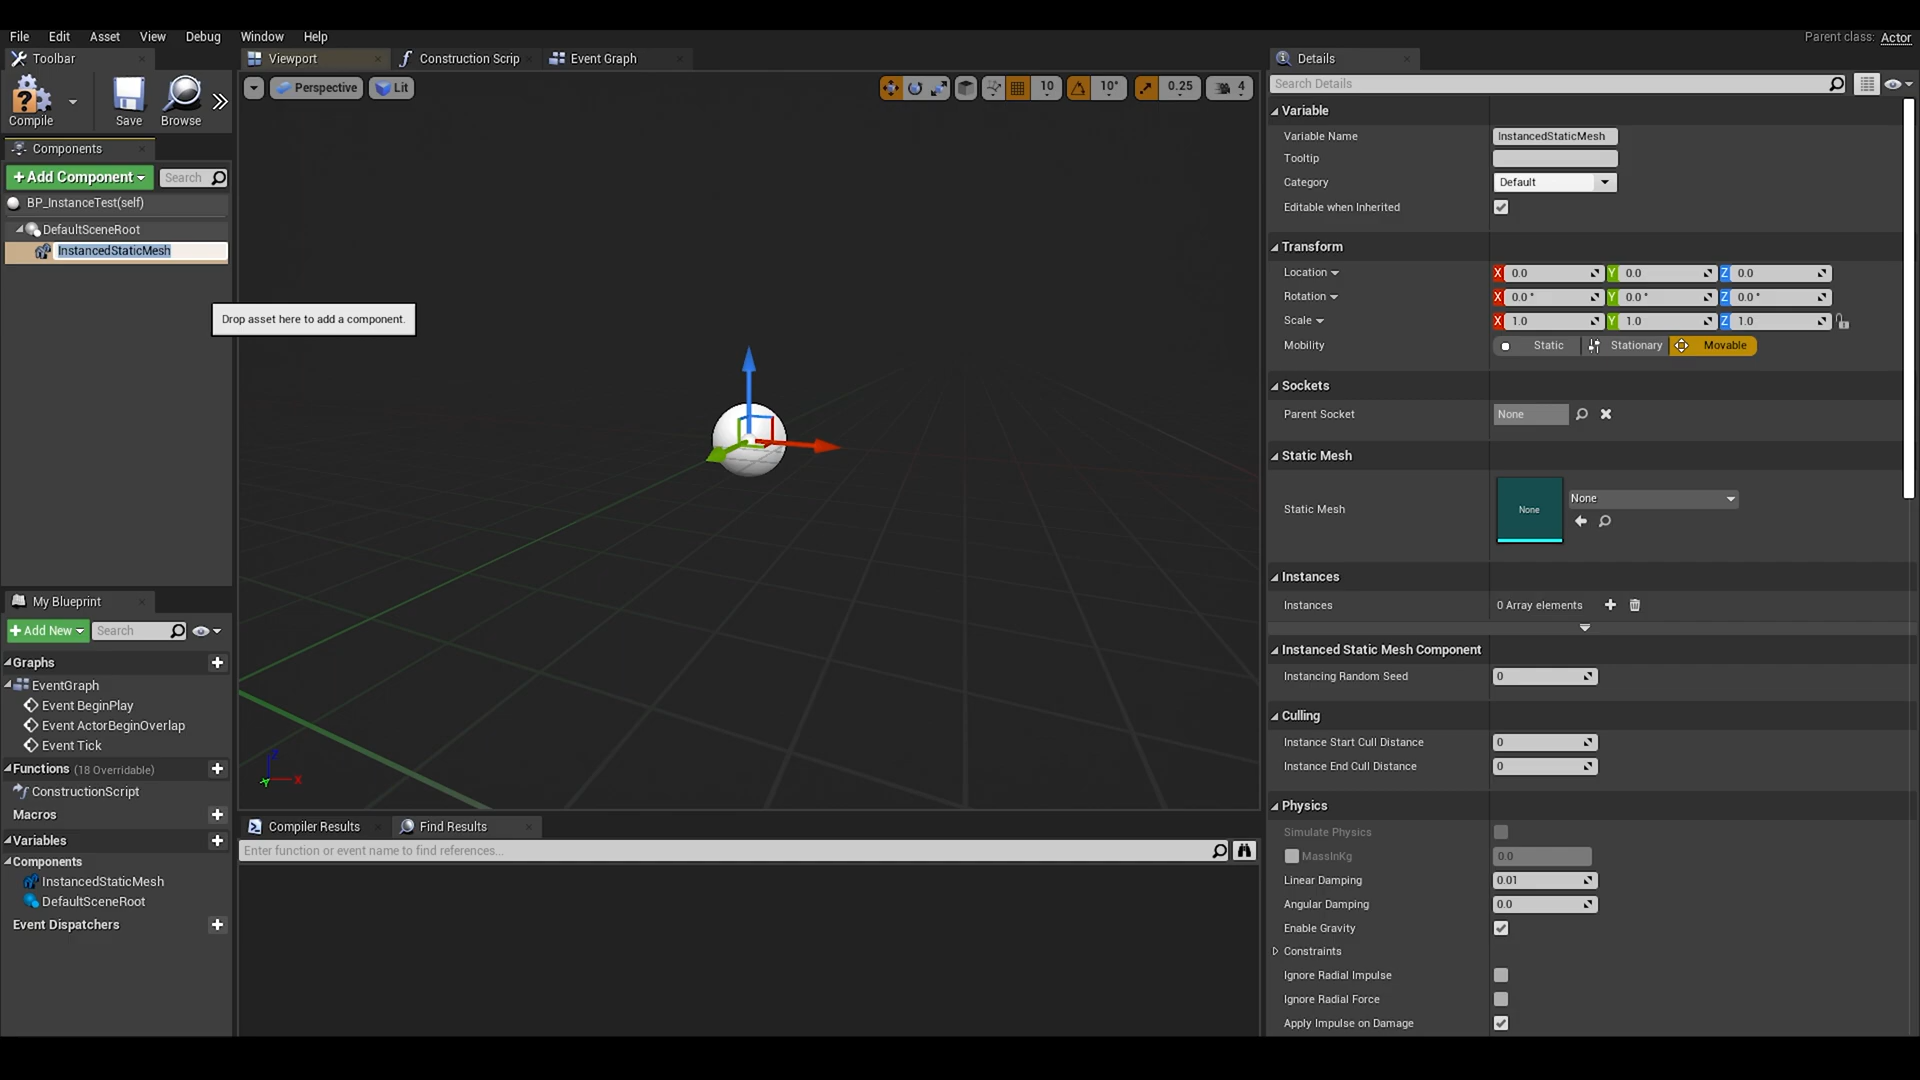 File Edit Asset View Debug Window Help
Parent class: Actor
Toolbar
Viewport
Construction Scrip
Event Graph
Details
Compile
Save
Browse
Perspective
Lit
10
10°
0.25
4
Search Details
Components
+Add Component
Search
BP_InstanceTest(self)
DefaultSceneRoot
InstancedStaticMesh
Drop asset here to add a component.
X
Y
Z
My Blueprint
+Add New
Search
Graphs
EventGraph
Event BeginPlay
Event ActorBeginOverlap
Event Tick
Functions (18 Overridable)
ConstructionScript
Macros
Variables
Components
InstancedStaticMesh
DefaultSceneRoot
Event Dispatchers
Compiler Results
Find Results
Enter function or event name to find references...
Variable
Variable Name InstancedStaticMesh
Tooltip
Category Default
Editable when Inherited
Transform
Location X 0.0 Y 0.0 Z 0.0
Rotation X 0.0° Y 0.0° Z 0.0°
Scale X 1.0 Y 1.0 Z 1.0
Mobility Static Stationary Movable
Sockets
Parent Socket None
Static Mesh
Static Mesh None None
Instances
Instances 0 Array elements
Instanced Static Mesh Component
Instancing Random Seed 0
Culling
Instance Start Cull Distance 0
Instance End Cull Distance 0
Physics
Simulate Physics
MassInKg 0.0
Linear Damping 0.01
Angular Damping 0.0
Enable Gravity
Constraints
Ignore Radial Impulse
Ignore Radial Force
Apply Impulse on Damage